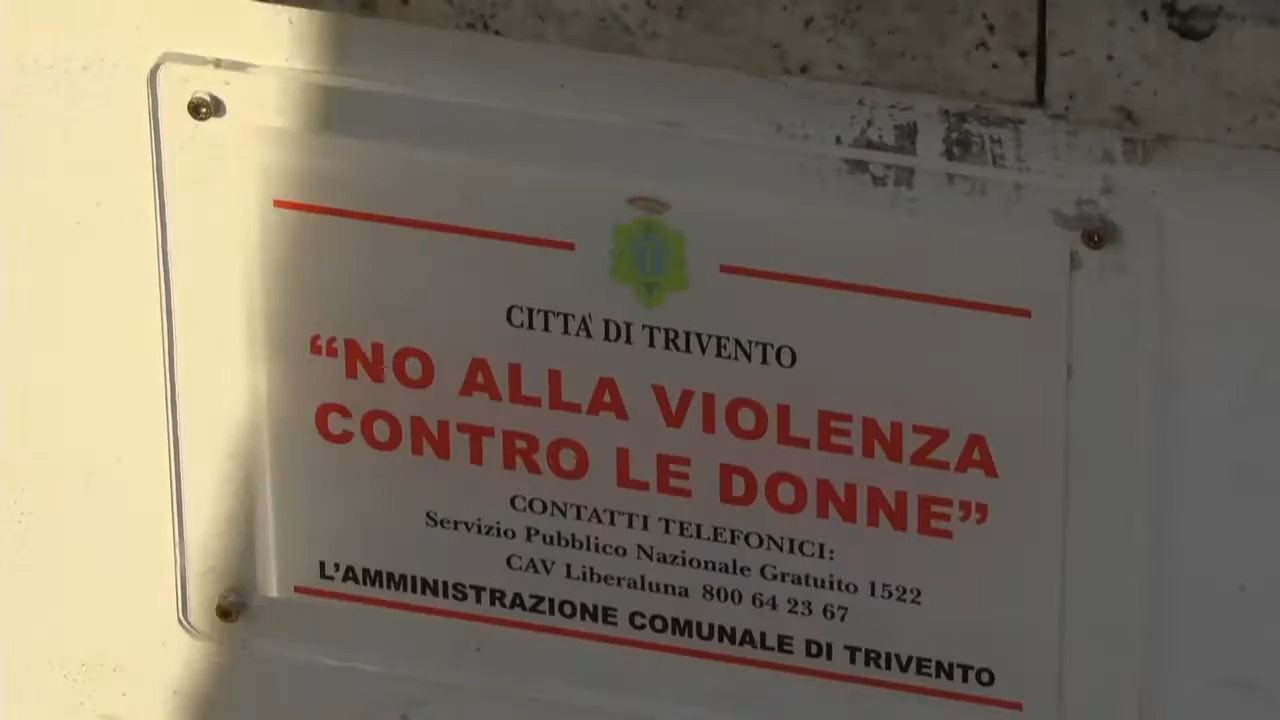 CITTÀ DI TRIVENTO
“NO ALLA VIOLENZA
CONTRO LE DONNE”
CONTATTI TELEFONICI:
Servizio Pubblico Nazionale Gratuito 1522
CAV Liberaluna 800 64 23 67
L’AMMINISTRAZIONE COMUNALE DI TRIVENTO